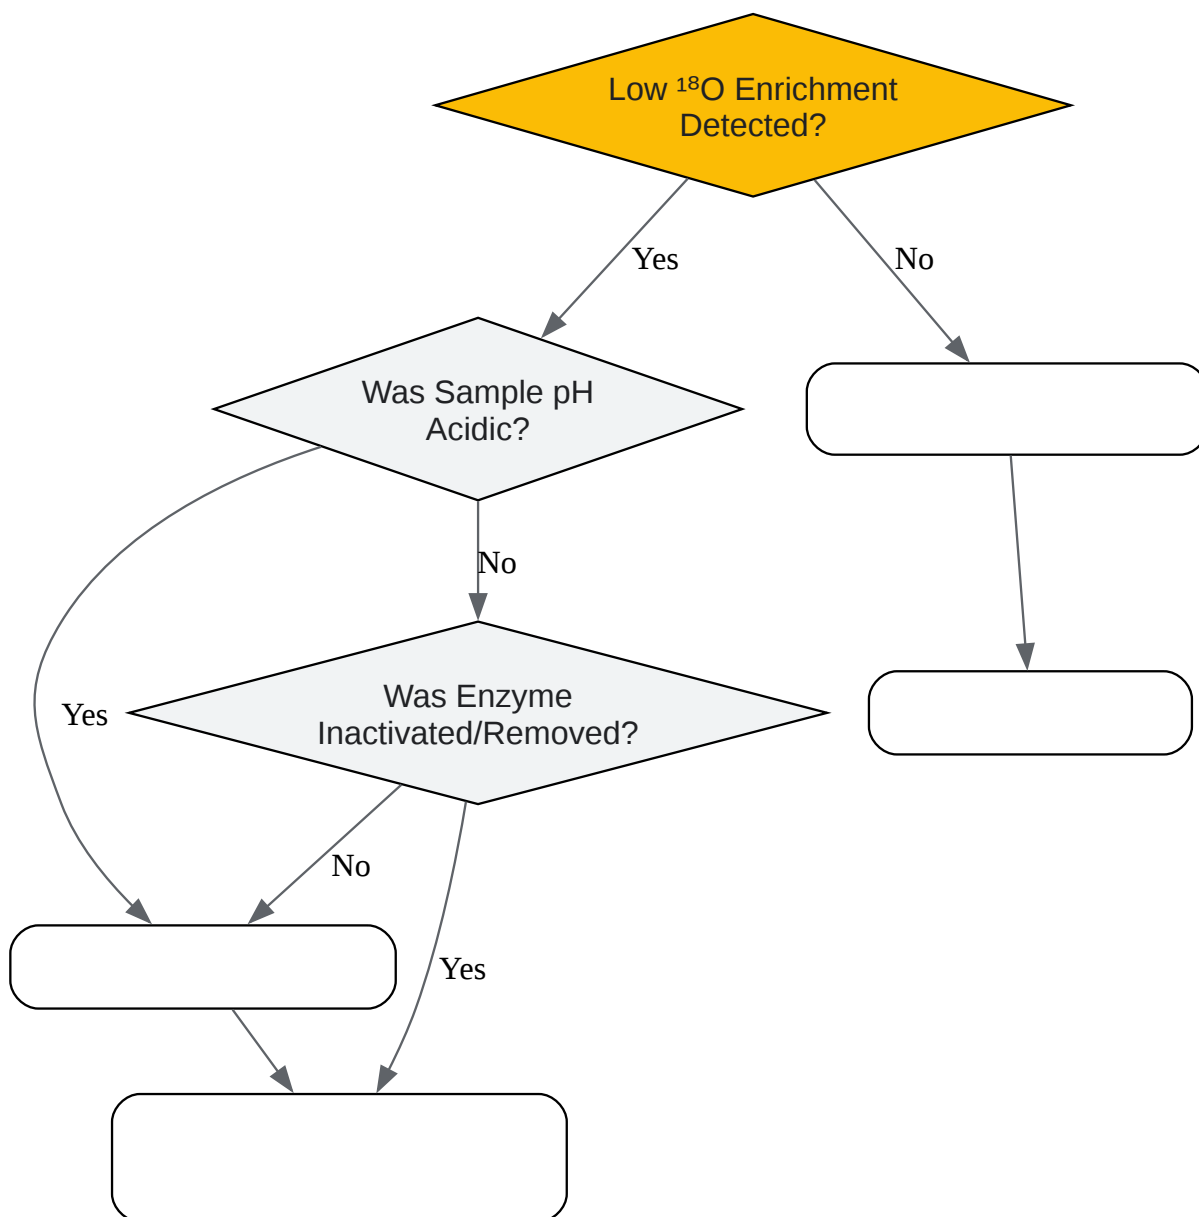 Low ¹⁸O Enrichment
Detected?
Yes
No
Was Sample pH
Acidic?
No
Yes
Was Enzyme
Inactivated/Removed?
No
Yes